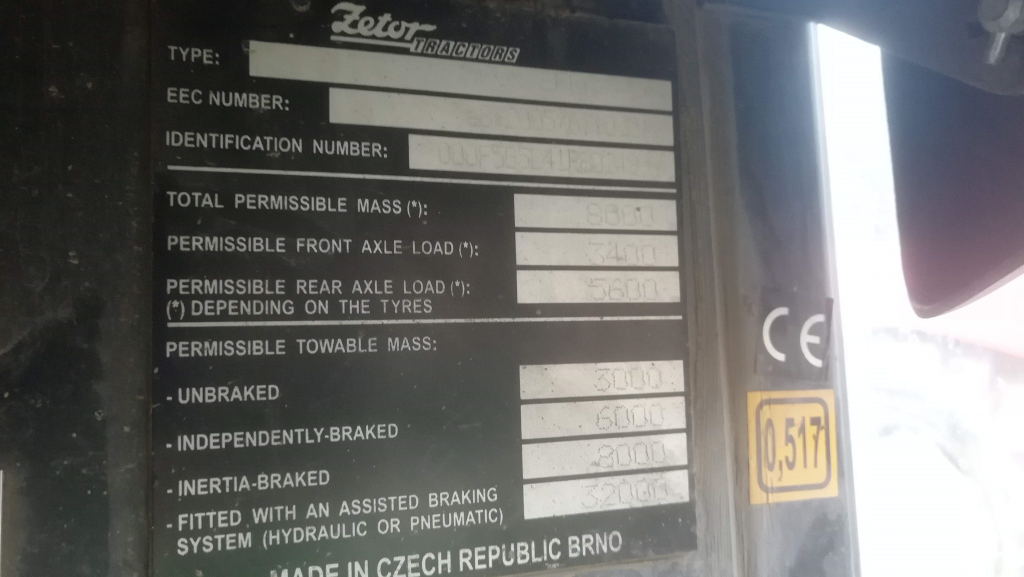 Zetor
TRACTORS
TYPE:
EEC NUMBER:
IDENTIFICATION NUMBER:
TOTAL PERMISSIBLE MASS (*):
PERMISSIBLE FRONT AXLE LOAD (*): 3400
PERMISSIBLE REAR AXLE LOAD (*): 5600
(*) DEPENDING ON THE TYRES
PERMISSIBLE TOWABLE MASS:
- UNBRAKED 3000
- INDEPENDENTLY-BRAKED 6000
- INERTIA-BRAKED 8000
- FITTED WITH AN ASSISTED BRAKING 32000
SYSTEM (HYDRAULIC OR PNEUMATIC)
MADE IN CZECH REPUBLIC BRNO
CE
0,517